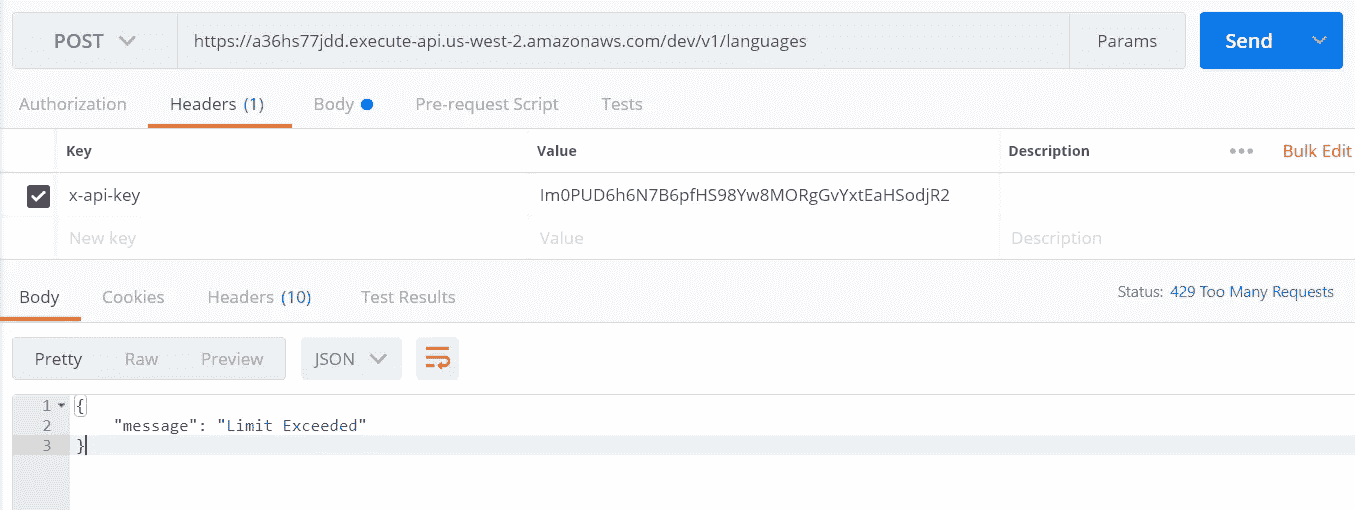 POST https://a36hs77jdd.execute-api.us-west-2.amazonaws.com/dev/v1/languages Params Send
Authorization Headers (1) Body Pre-request Script Tests
Key Value Description ••• Bulk Edit
x-api-key Im0PUD6h6N7B6pfHS98Yw8MORgGvYxtEaHSodjR2
New key Value Description
Body Cookies Headers (10) Test Results Status: 429 Too Many Requests
Pretty Raw Preview JSON
1 {
2 "message": "Limit Exceeded"
3 }